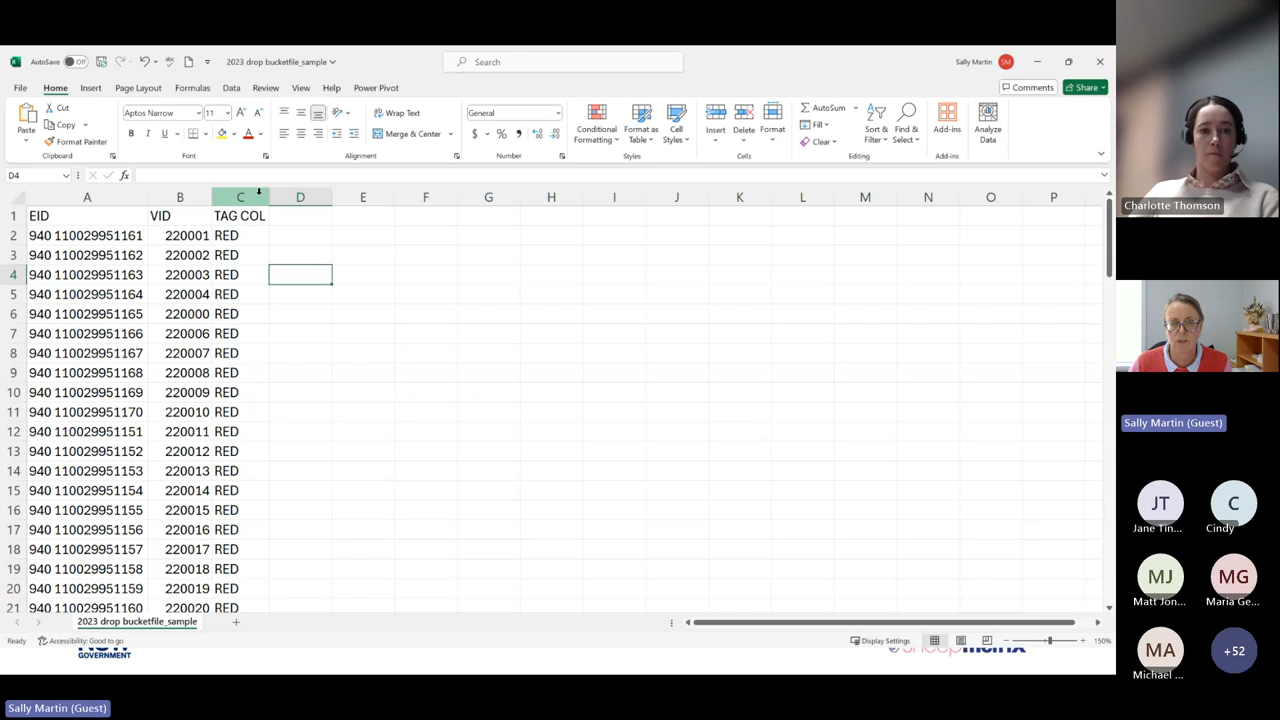 AutoSave Off 2023 drop bucketfile_sample Search Sally Martin SM
File Home Insert Page Layout Formulas Data Review View Help Power Pivot Comments Share
Paste Cut Copy Format Painter Clipboard
Aptos Narrow 11 B I U Font
Wrap Text Merge & Center Alignment
General $ % Number
Conditional Formatting Format as Table Cell Styles Styles
Insert Delete Format Cells
AutoSum Fill Clear Sort & Filter Find & Select Editing
Add-ins Add-ins
Analyze Data
D4 fx
A B C D E F G H I J K L M N O P
1 EID VID TAG COL
2 940 110029951161 220001 RED
3 940 110029951162 220002 RED
4 940 110029951163 220003 RED
5 940 110029951164 220004 RED
6 940 110029951165 220000 RED
7 940 110029951166 220006 RED
8 940 110029951167 220007 RED
9 940 110029951168 220008 RED
10 940 110029951169 220009 RED
11 940 110029951170 220010 RED
12 940 110029951151 220011 RED
13 940 110029951152 220012 RED
14 940 110029951153 220013 RED
15 940 110029951154 220014 RED
16 940 110029951155 220015 RED
17 940 110029951156 220016 RED
18 940 110029951157 220017 RED
19 940 110029951158 220018 RED
20 940 110029951159 220019 RED
21 940 110029951160 220020 RED
2023 drop bucketfile_sample
Ready Accessibility: Good to go Display Settings 150%
GOVERNMENT
Sally Martin (Guest)
Charlotte Thomson
Sally Martin (Guest)
JT C
Jane Tin... Cindy
MJ MG
Matt Jon... Maria Ge...
MA +52
Michael ...